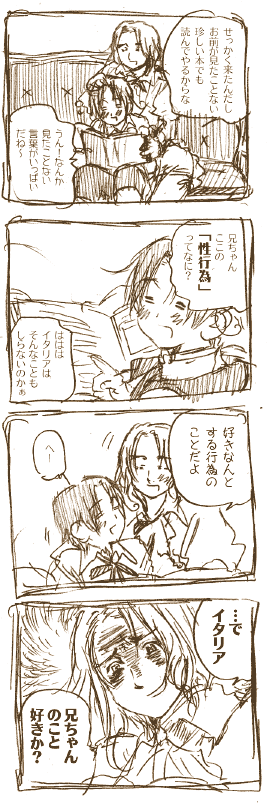 せっかく来たんだし
お前が見たことない
珍しい本でも
読んでやるからな
うん！なんか
見たことない
言葉がいっぱい
だね〜
兄ちゃん
ここの
「性行為」
ってなに？
ははは
イタリアは
そんなことも
しらないのかぁ
好きなんと
する行為の
ことだよ
へー
…で
イタリア
兄ちゃん
のこと
好きか？